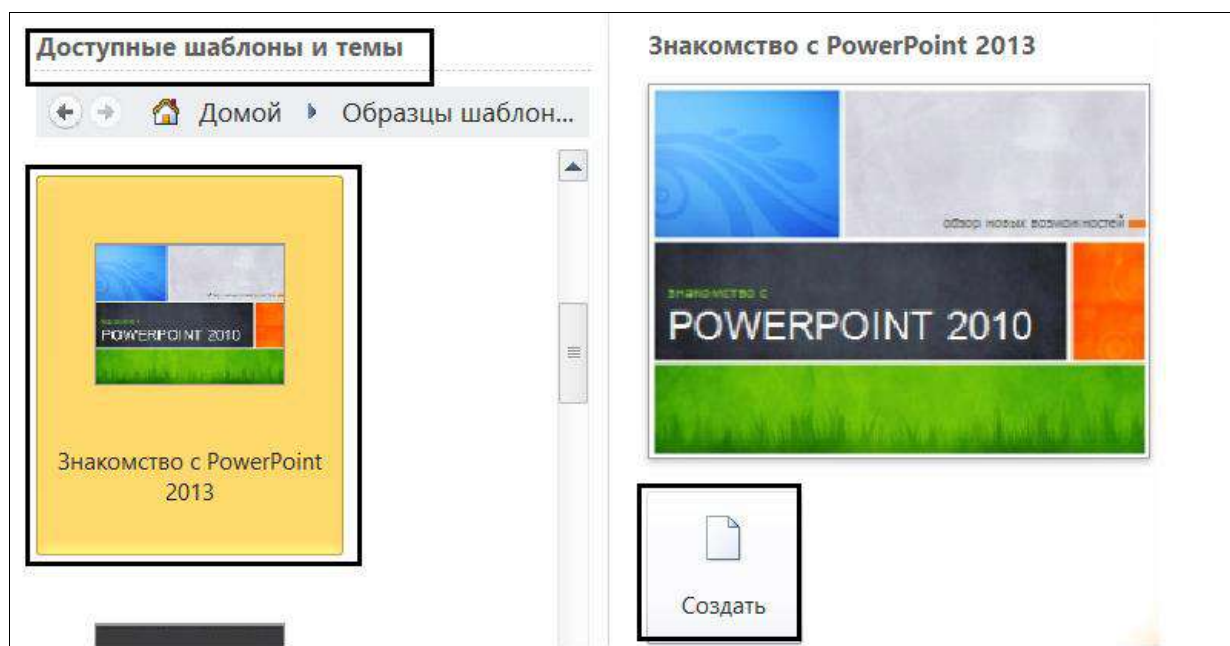 Доступные шаблоны и темы
Домой
Образцы шаблон...
POWERPOINT 2010
Знакомство с PowerPoint
2013
Знакомство с PowerPoint 2013
обзор новых возможностей
знакомство с
POWERPOINT 2010
Создать